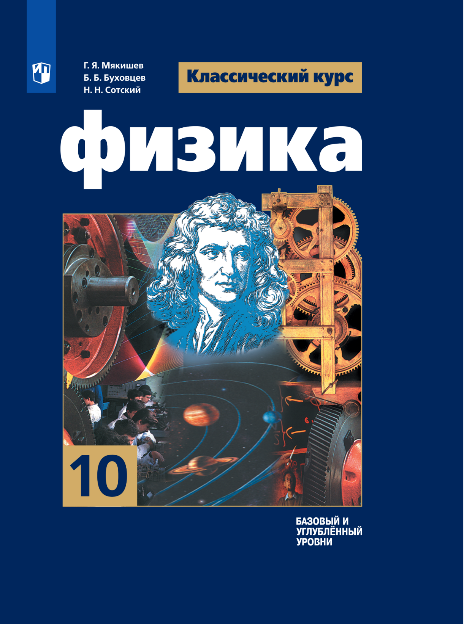 Г. Я. Мякишев
Б. Б. Буховцев
Н. Н. Сотский
Классический курс
физика
10
БАЗОВЫЙ И
УГЛУБЛЁННЫЙ
УРОВНИ